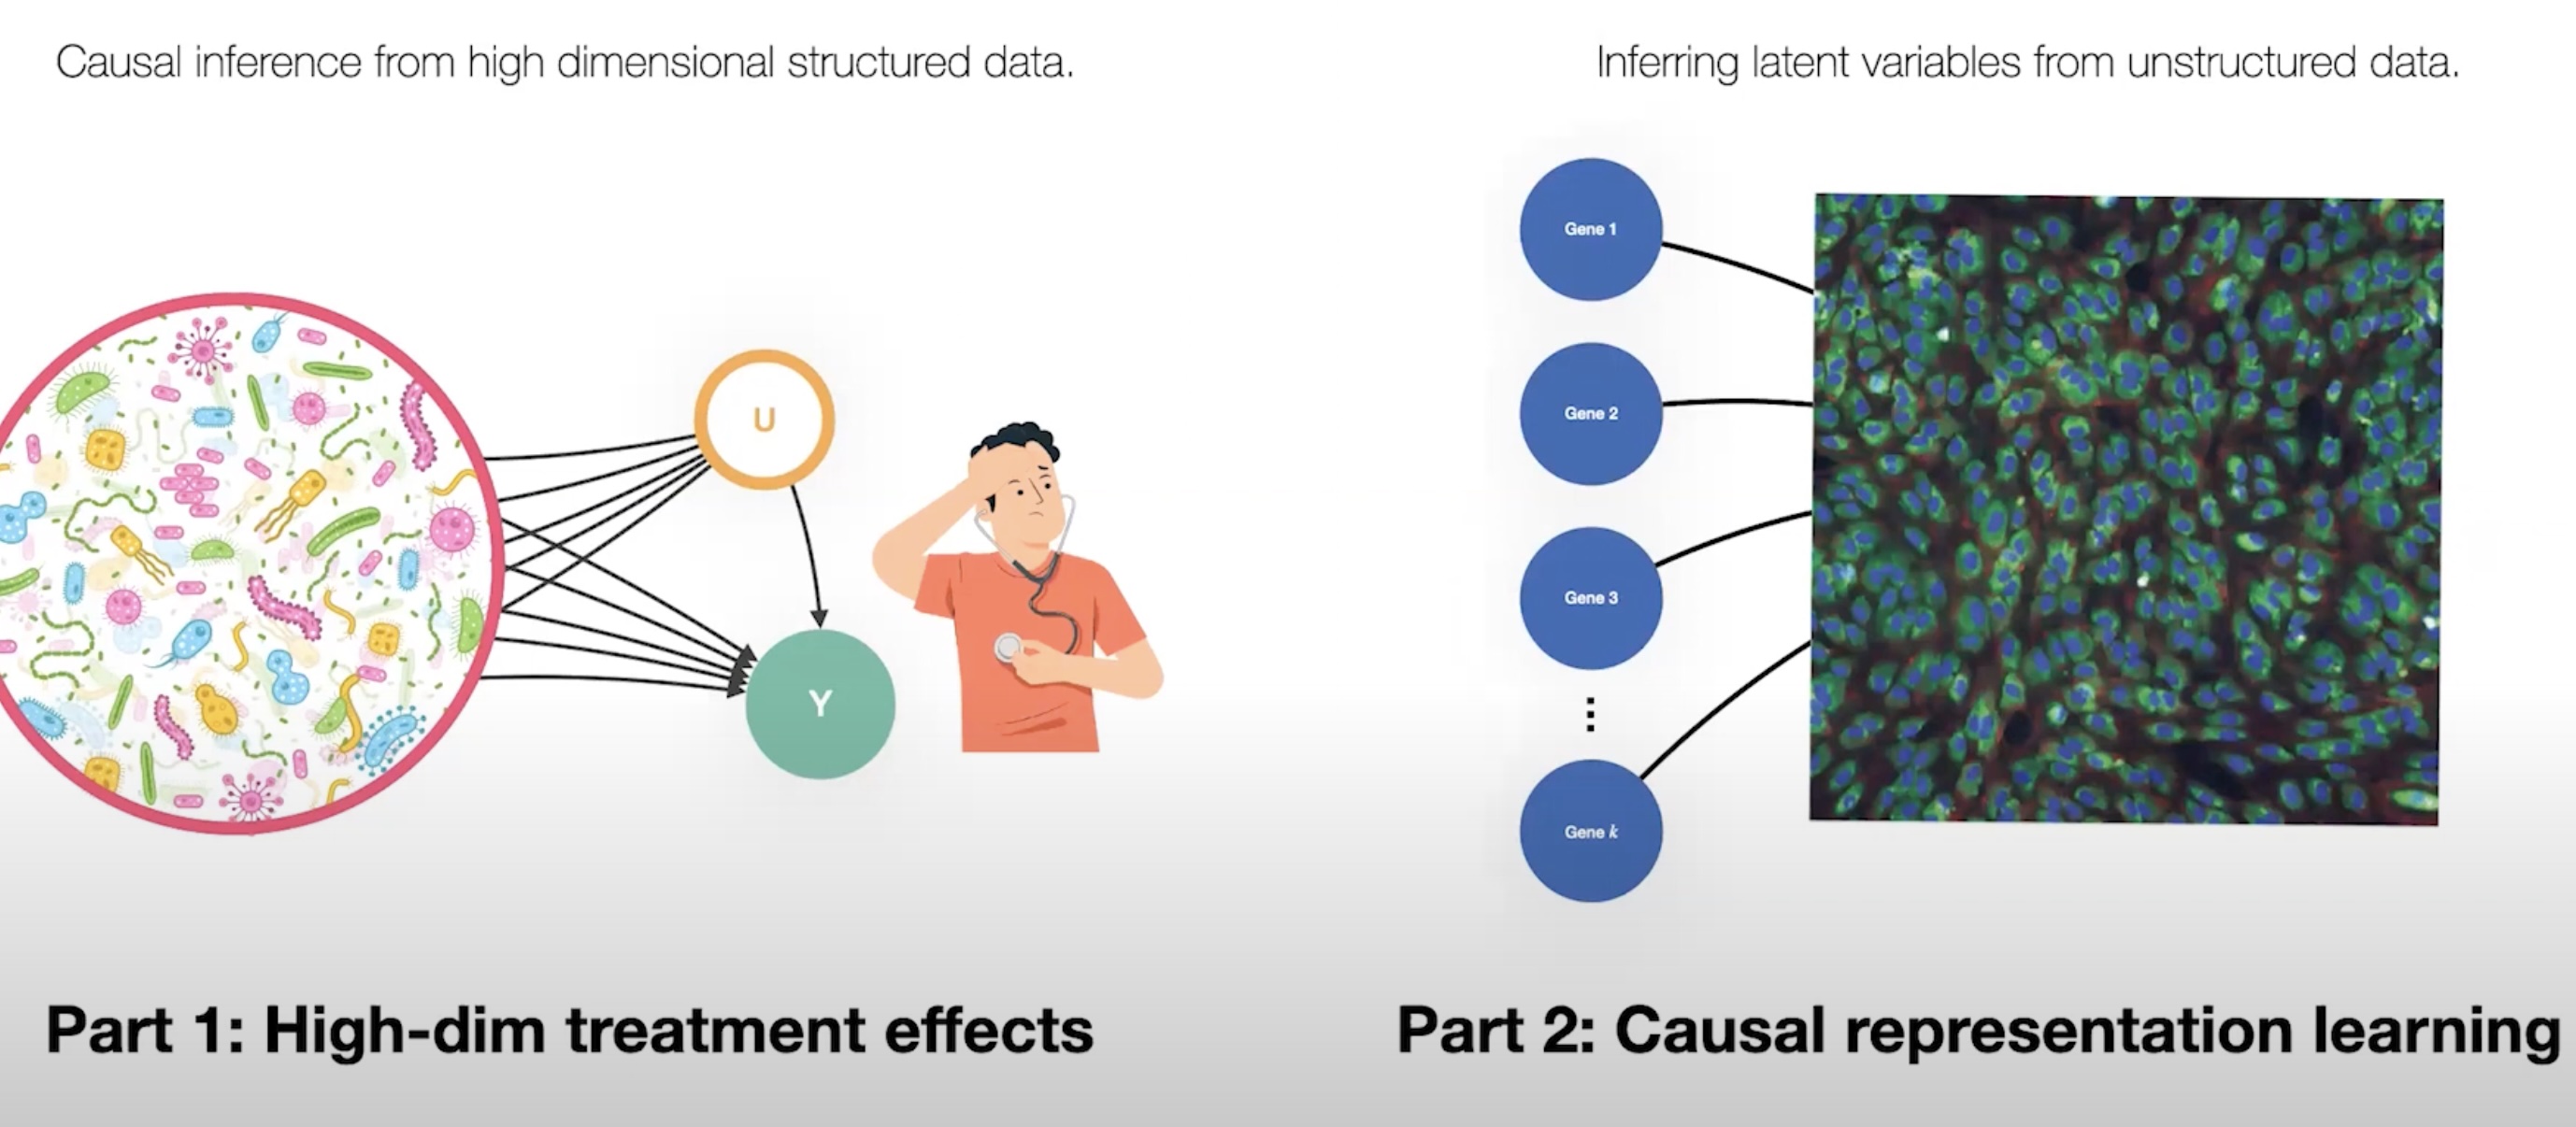 Causal inference from high dimensional structured data.
U
Y
Part 1: High-dim treatment effects
Inferring latent variables from unstructured data.
Gene 1
Gene 2
Gene 3
⋮
Gene k
Part 2: Causal representation learning